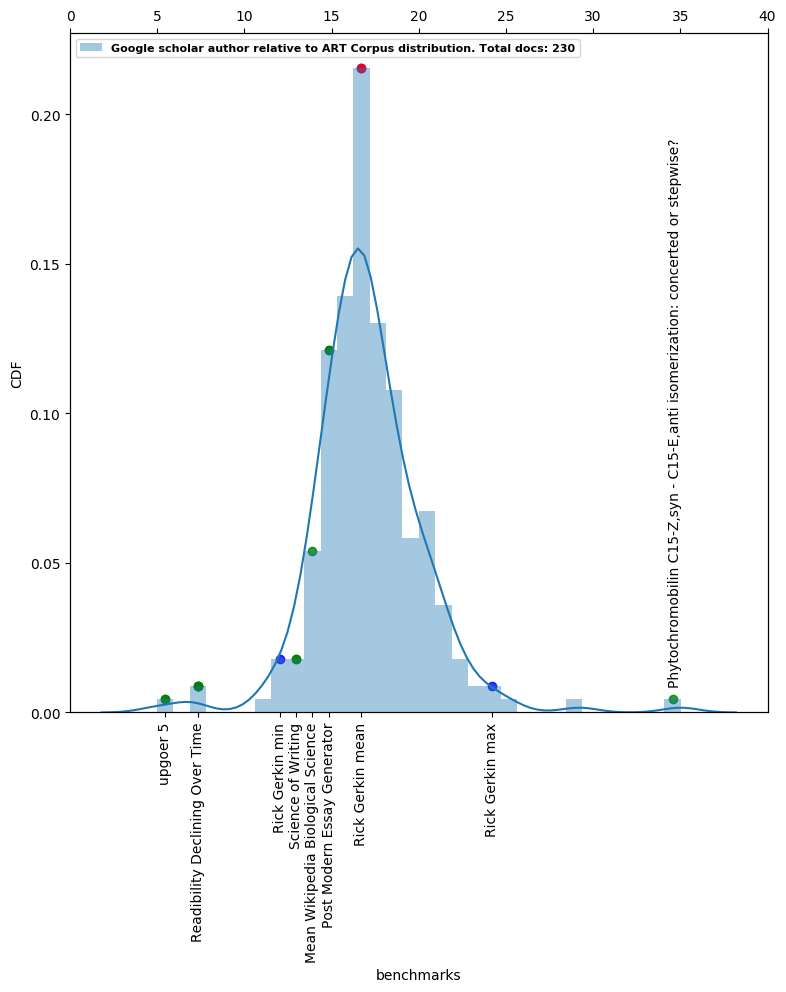 0 5 10 15 20 25 30 35 40
Google scholar author relative to ART Corpus distribution. Total docs: 230
0.20
0.15
0.10
0.05
0.00
CDF
Phytochromobilin C15-Z,syn - C15-E,anti isomerization: concerted or stepwise?
upgoer 5
Readibility Declining Over Time
Rick Gerkin min
Science of Writing
Mean Wikipedia Biological Science
Post Modern Essay Generator
Rick Gerkin mean
Rick Gerkin max
benchmarks